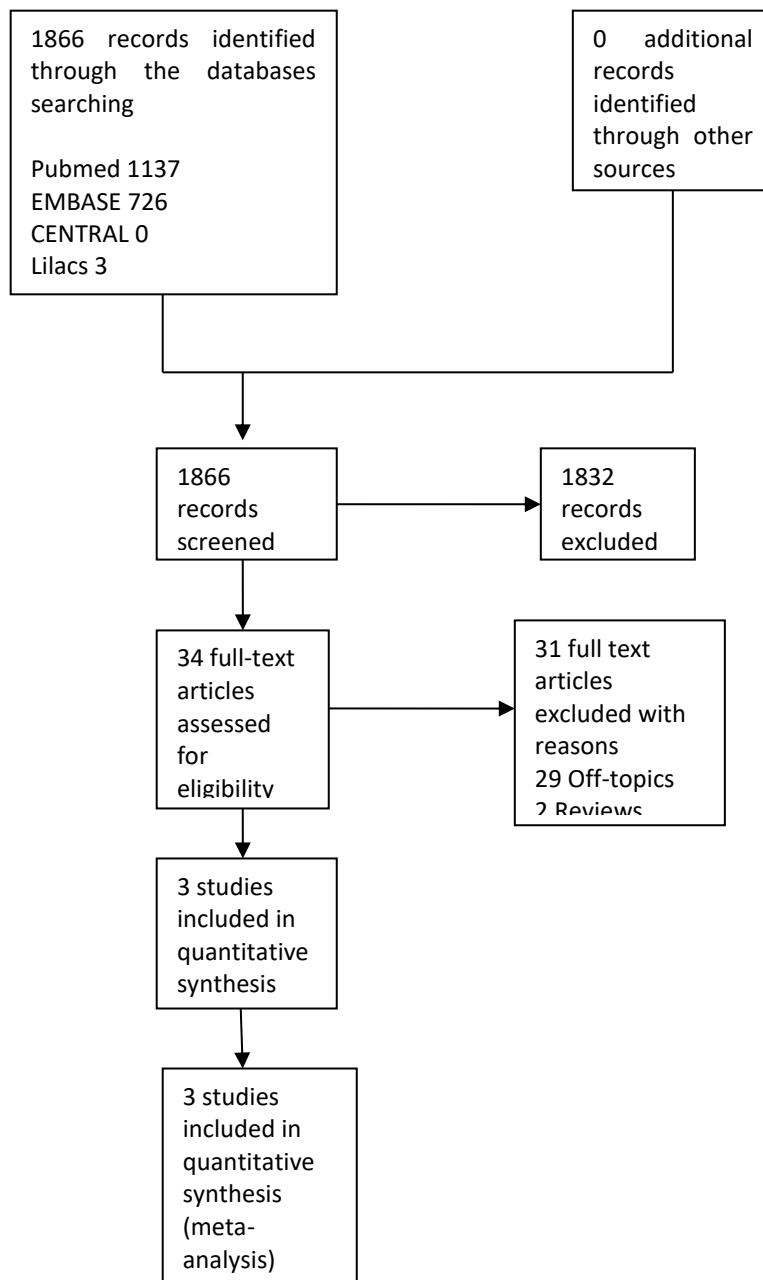 1866 records identified
through the databases
searching
Pubmed 1137
EMBASE 726
CENTRAL 0
Lilacs 3
0 additional
records
identified
through other
sources
1866
records
screened
1832
records
excluded
34 full-text
articles
assessed
for
eligibility
31 full text
articles
excluded with
reasons
29 Off-topics
2 Reviews
3 studies
included in
quantitative
synthesis
3 studies
included in
quantitative
synthesis
(meta-
analysis)